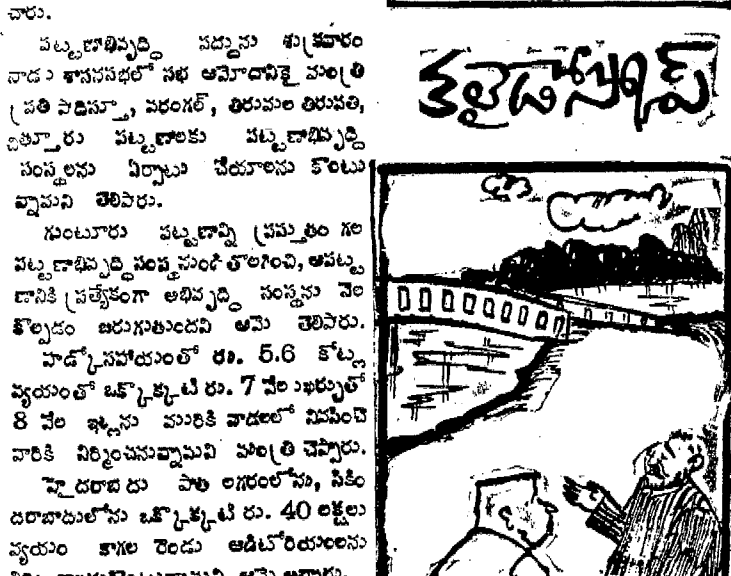 చారు.
పట్టణాభివృద్ధి పద్దును శుక్రవారం
నాడు శాసనసభలో సభ ఆమోదానికై మంత్రి
ప్రతి పాదిస్తూ, వరంగల్, తిరుమల తిరుపతి,
చిత్తూరు పట్టణాలకు పట్టణాభివృద్ధి
సంస్థలను ఏర్పాటు చేయాలను కొంటు
న్నామని తెలిపారు.
గుంటూరు పట్టణాన్ని ప్రస్తుతం గల
పట్టణాభివృద్ధి సంస్థనుండి తొలగించి, ఆపట్ట
ణానికి ప్రత్యేకంగా అభివృద్ధి సంస్థను నెల
కొల్పడం జరుగుతుందని ఆమె తెలిపారు.
హడ్కోసహాయంతో రు. 5.6 కోట్ల
వ్యయంతో ఒక్కొక్కటి రు. 7 వేల ఖర్చుతో
8 వేల ఇళ్లను మురికి వాడలలో నివసించె
వారికి నిర్మించనున్నామని మంత్రి చెప్పారు.
హైదరాబాదు పాత నగరంలోను, సికిం
దరాబాదులోను ఒక్కొక్కటి రు. 40 లక్షలు
వ్యయం కాగల రెండు ఆడిటోరియంలను
కలైడోస్కోప్